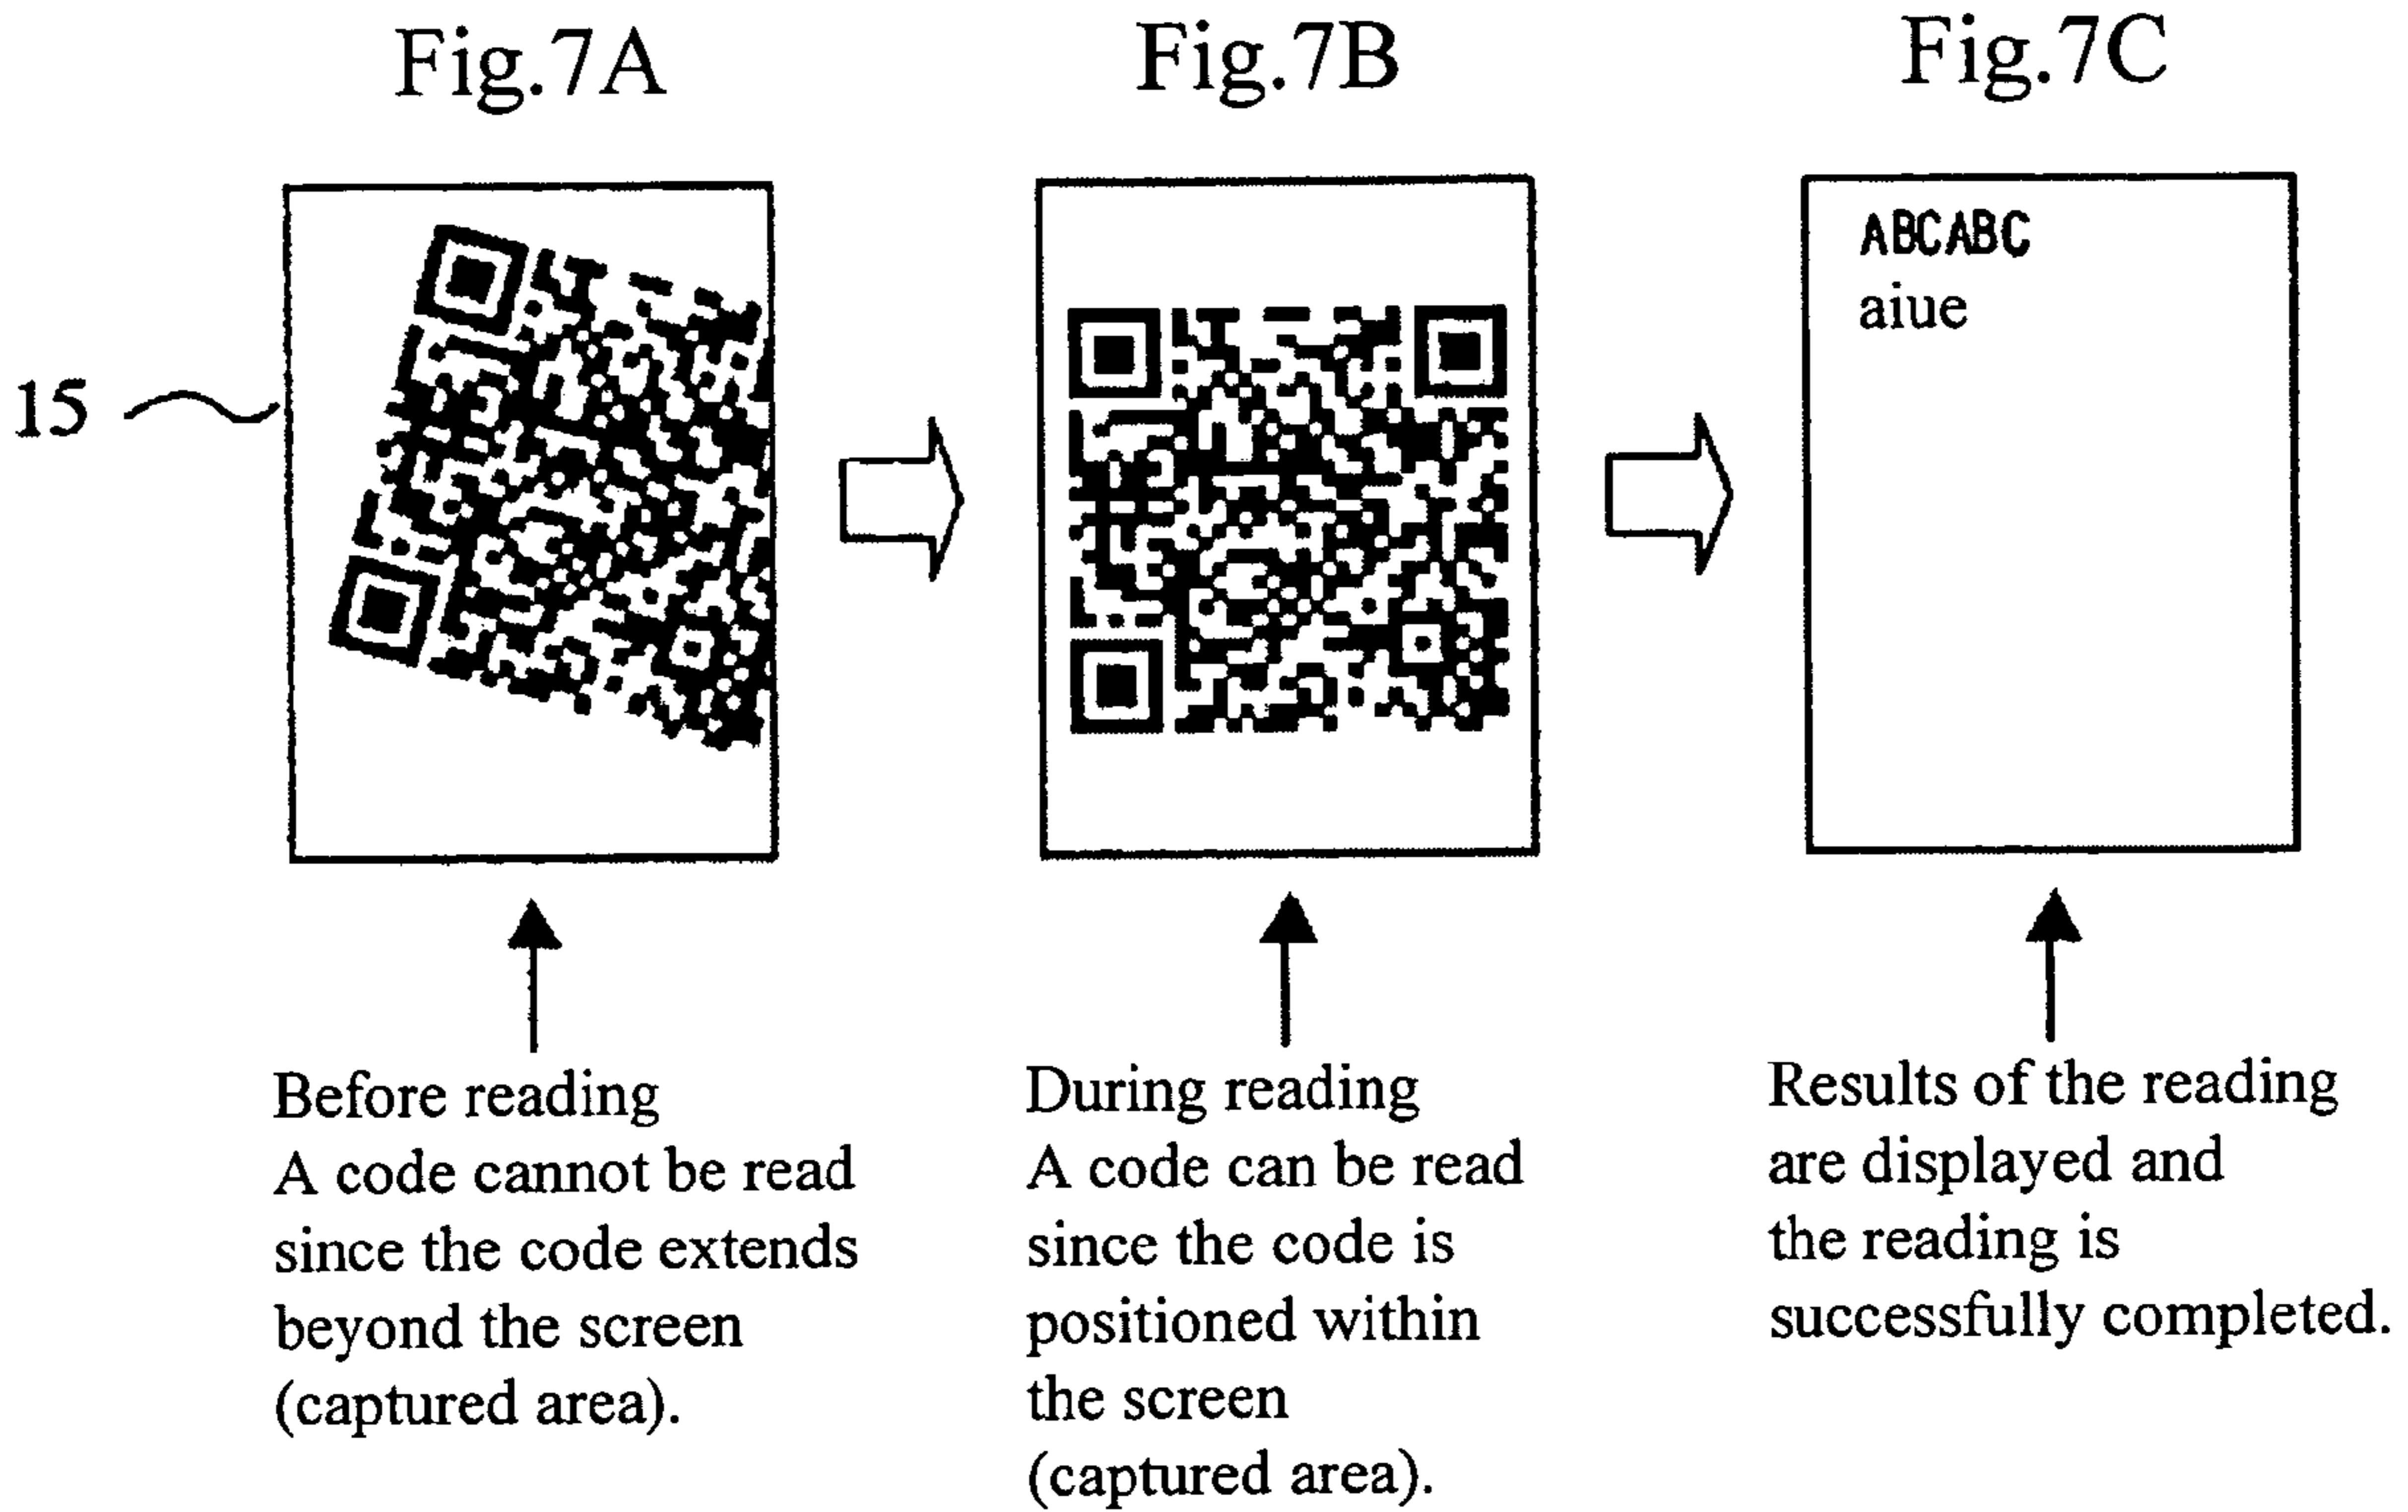 Fig.7A
Fig.7B
Fig.7C
15
ABCABC
aiue
Before reading
A code cannot be read
since the code extends
beyond the screen
(captured area).
During reading
A code can be read
since the code is
positioned within
the screen
(captured area).
Results of the reading
are displayed and
the reading is
successfully completed.